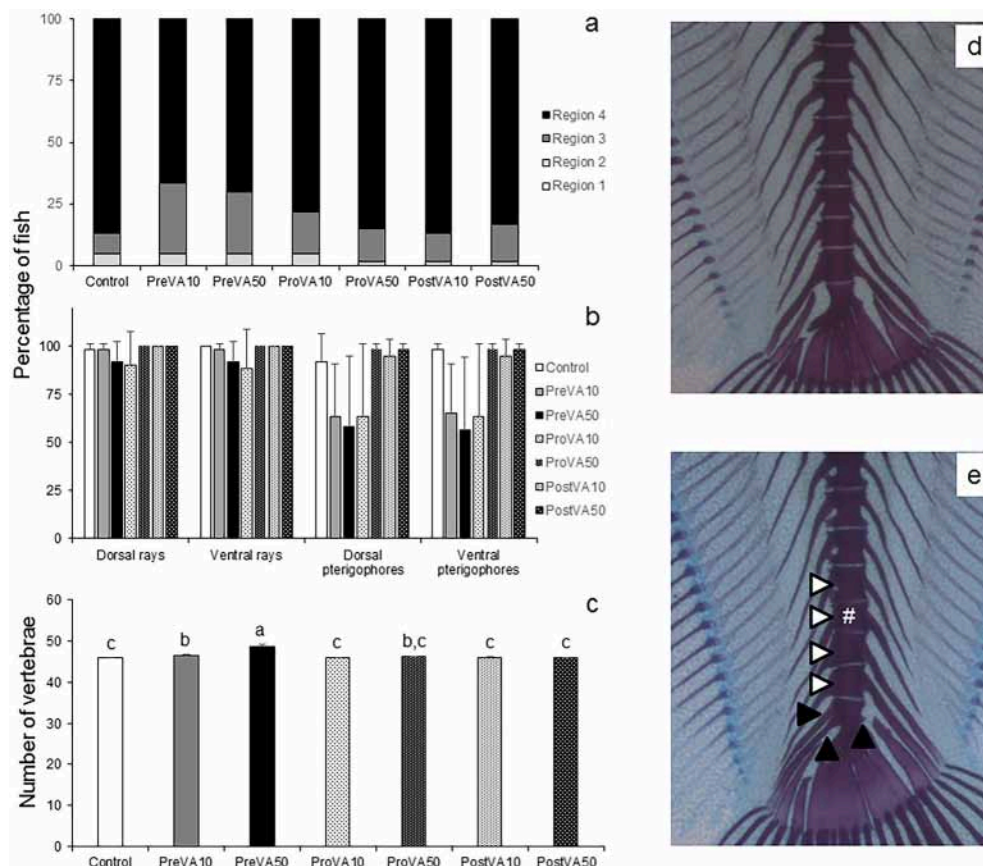 a
100
75
50
25
0
Control PreVA10 PreVA50 ProVA10 ProVA50 PostVA10 PostVA50
Region 4
Region 3
Region 2
Region 1
Percentage of fish
b
100
75
50
25
0
Dorsal rays Ventral rays Dorsal pterigophores Ventral pterigophores
Control
PreVA10
PreVA50
ProVA10
ProVA50
PostVA10
PostVA50
c
Number of vertebrae
60
50
40
30
20
10
0
c b a c b,c c c
Control PreVA10 PreVA50 ProVA10 ProVA50 PostVA10 PostVA50
d
e
#